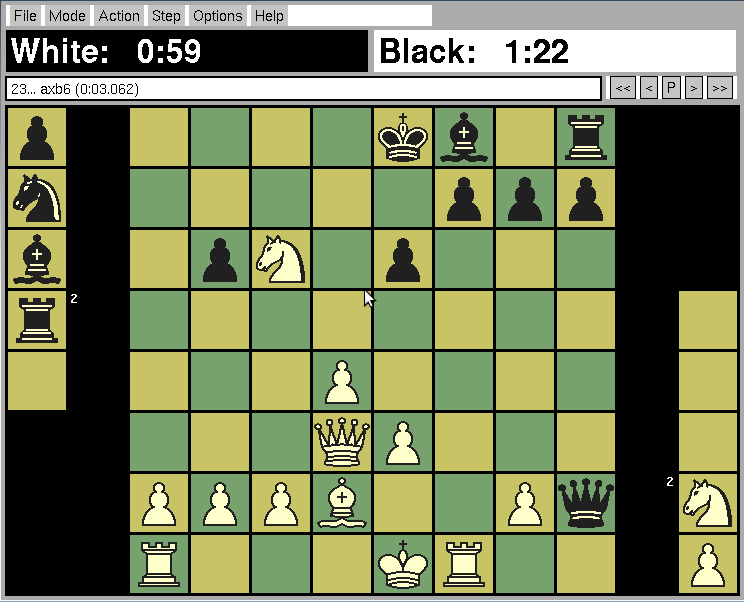 File Mode Action Step Options Help
White: 0:59 Black: 1:22
23... axb6 (0:03.062) << < P > >>
2
2